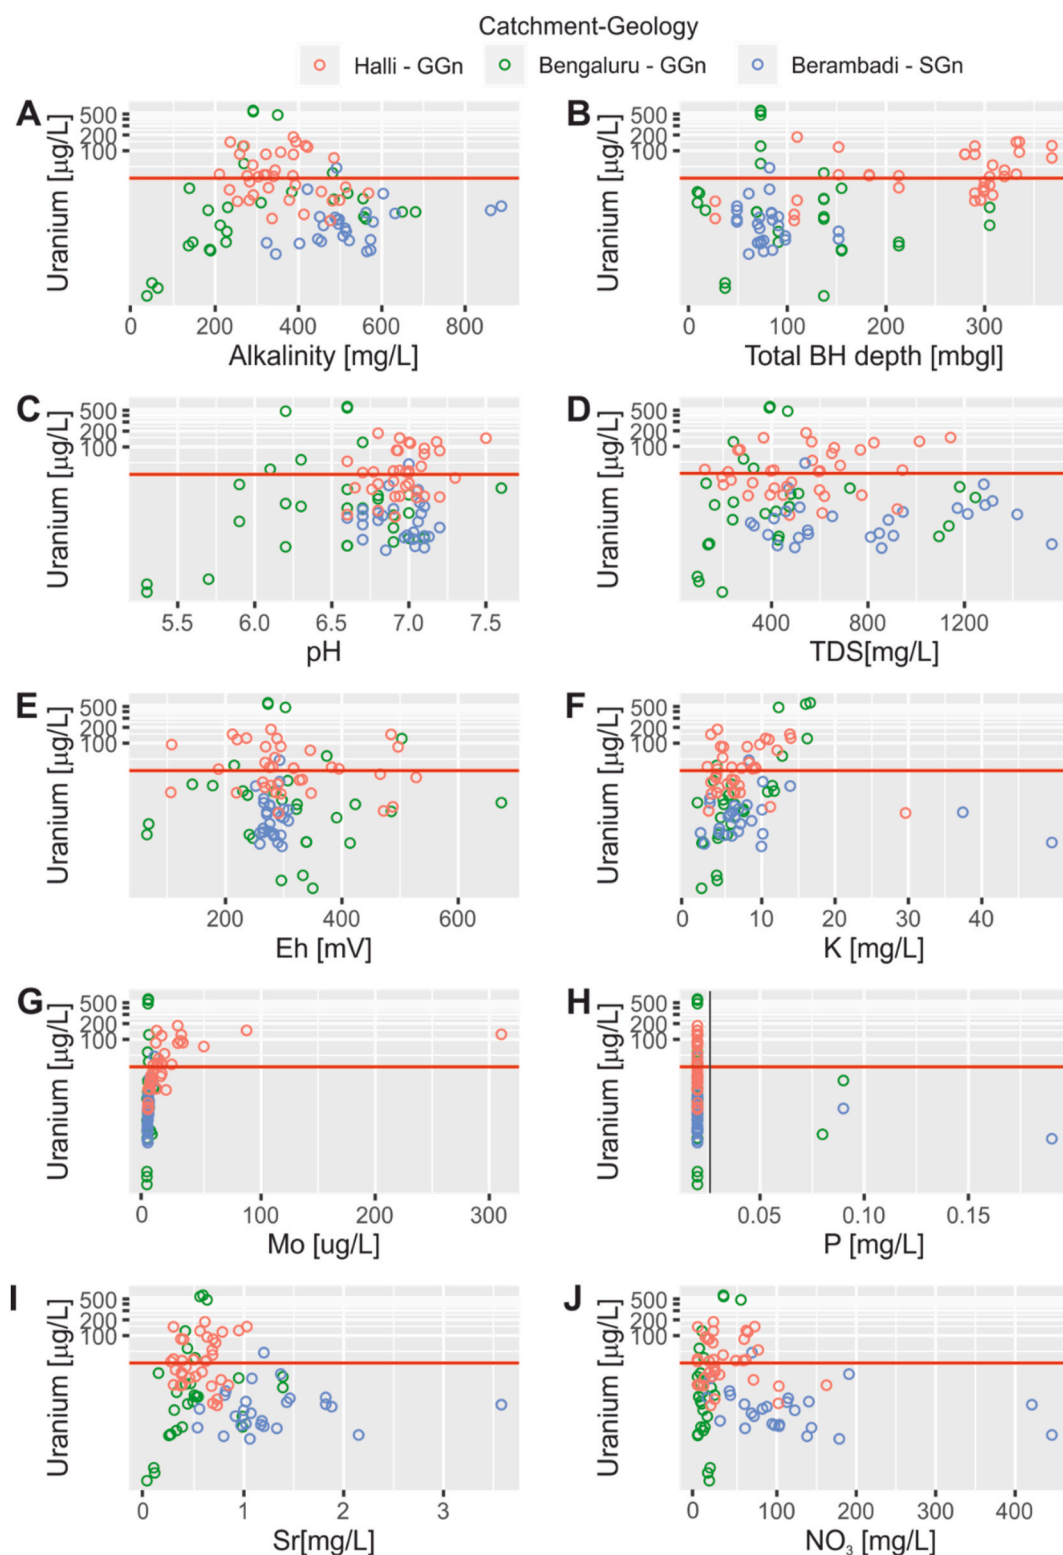 Catchment-Geology
Halli - GGn Bengaluru - GGn Berambadi - SGn
A
Uranium [µg/L]
500
200
100
0 200 400 600 800
Alkalinity [mg/L]
B
Uranium [µg/L]
500
200
100
0 100 200 300
Total BH depth [mbgl]
C
Uranium [µg/L]
500
200
100
5.5 6.0 6.5 7.0 7.5
pH
D
Uranium [µg/L]
500
200
100
400 800 1200
TDS[mg/L]
E
Uranium [µg/L]
500
200
100
200 400 600
Eh [mV]
F
Uranium [µg/L]
500
200
100
0 10 20 30 40
K [mg/L]
G
Uranium [µg/L]
500
200
100
0 100 200 300
Mo [ug/L]
H
Uranium [µg/L]
500
200
100
0.05 0.10 0.15
P [mg/L]
I
Uranium [µg/L]
500
200
100
0 1 2 3
Sr[mg/L]
J
Uranium [µg/L]
500
200
100
0 100 200 300 400
NO₃ [mg/L]